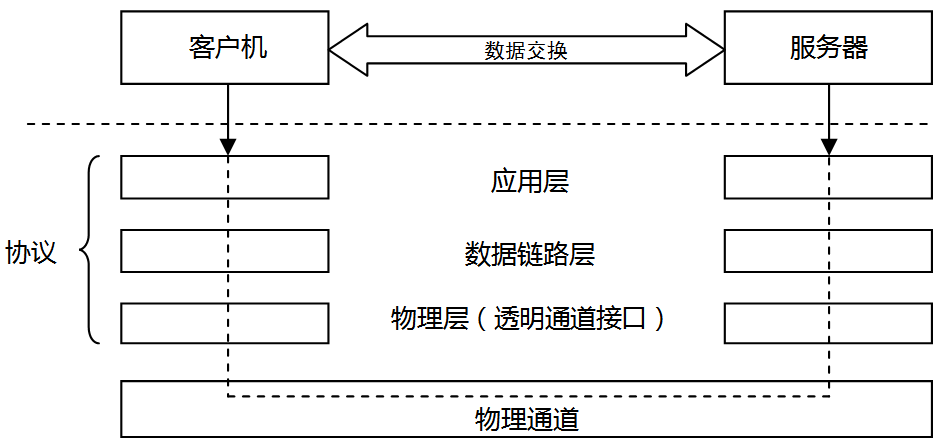 客户机
数据交换
服务器
应用层
协议
数据链路层
物理层（透明通道接口）
物理通道